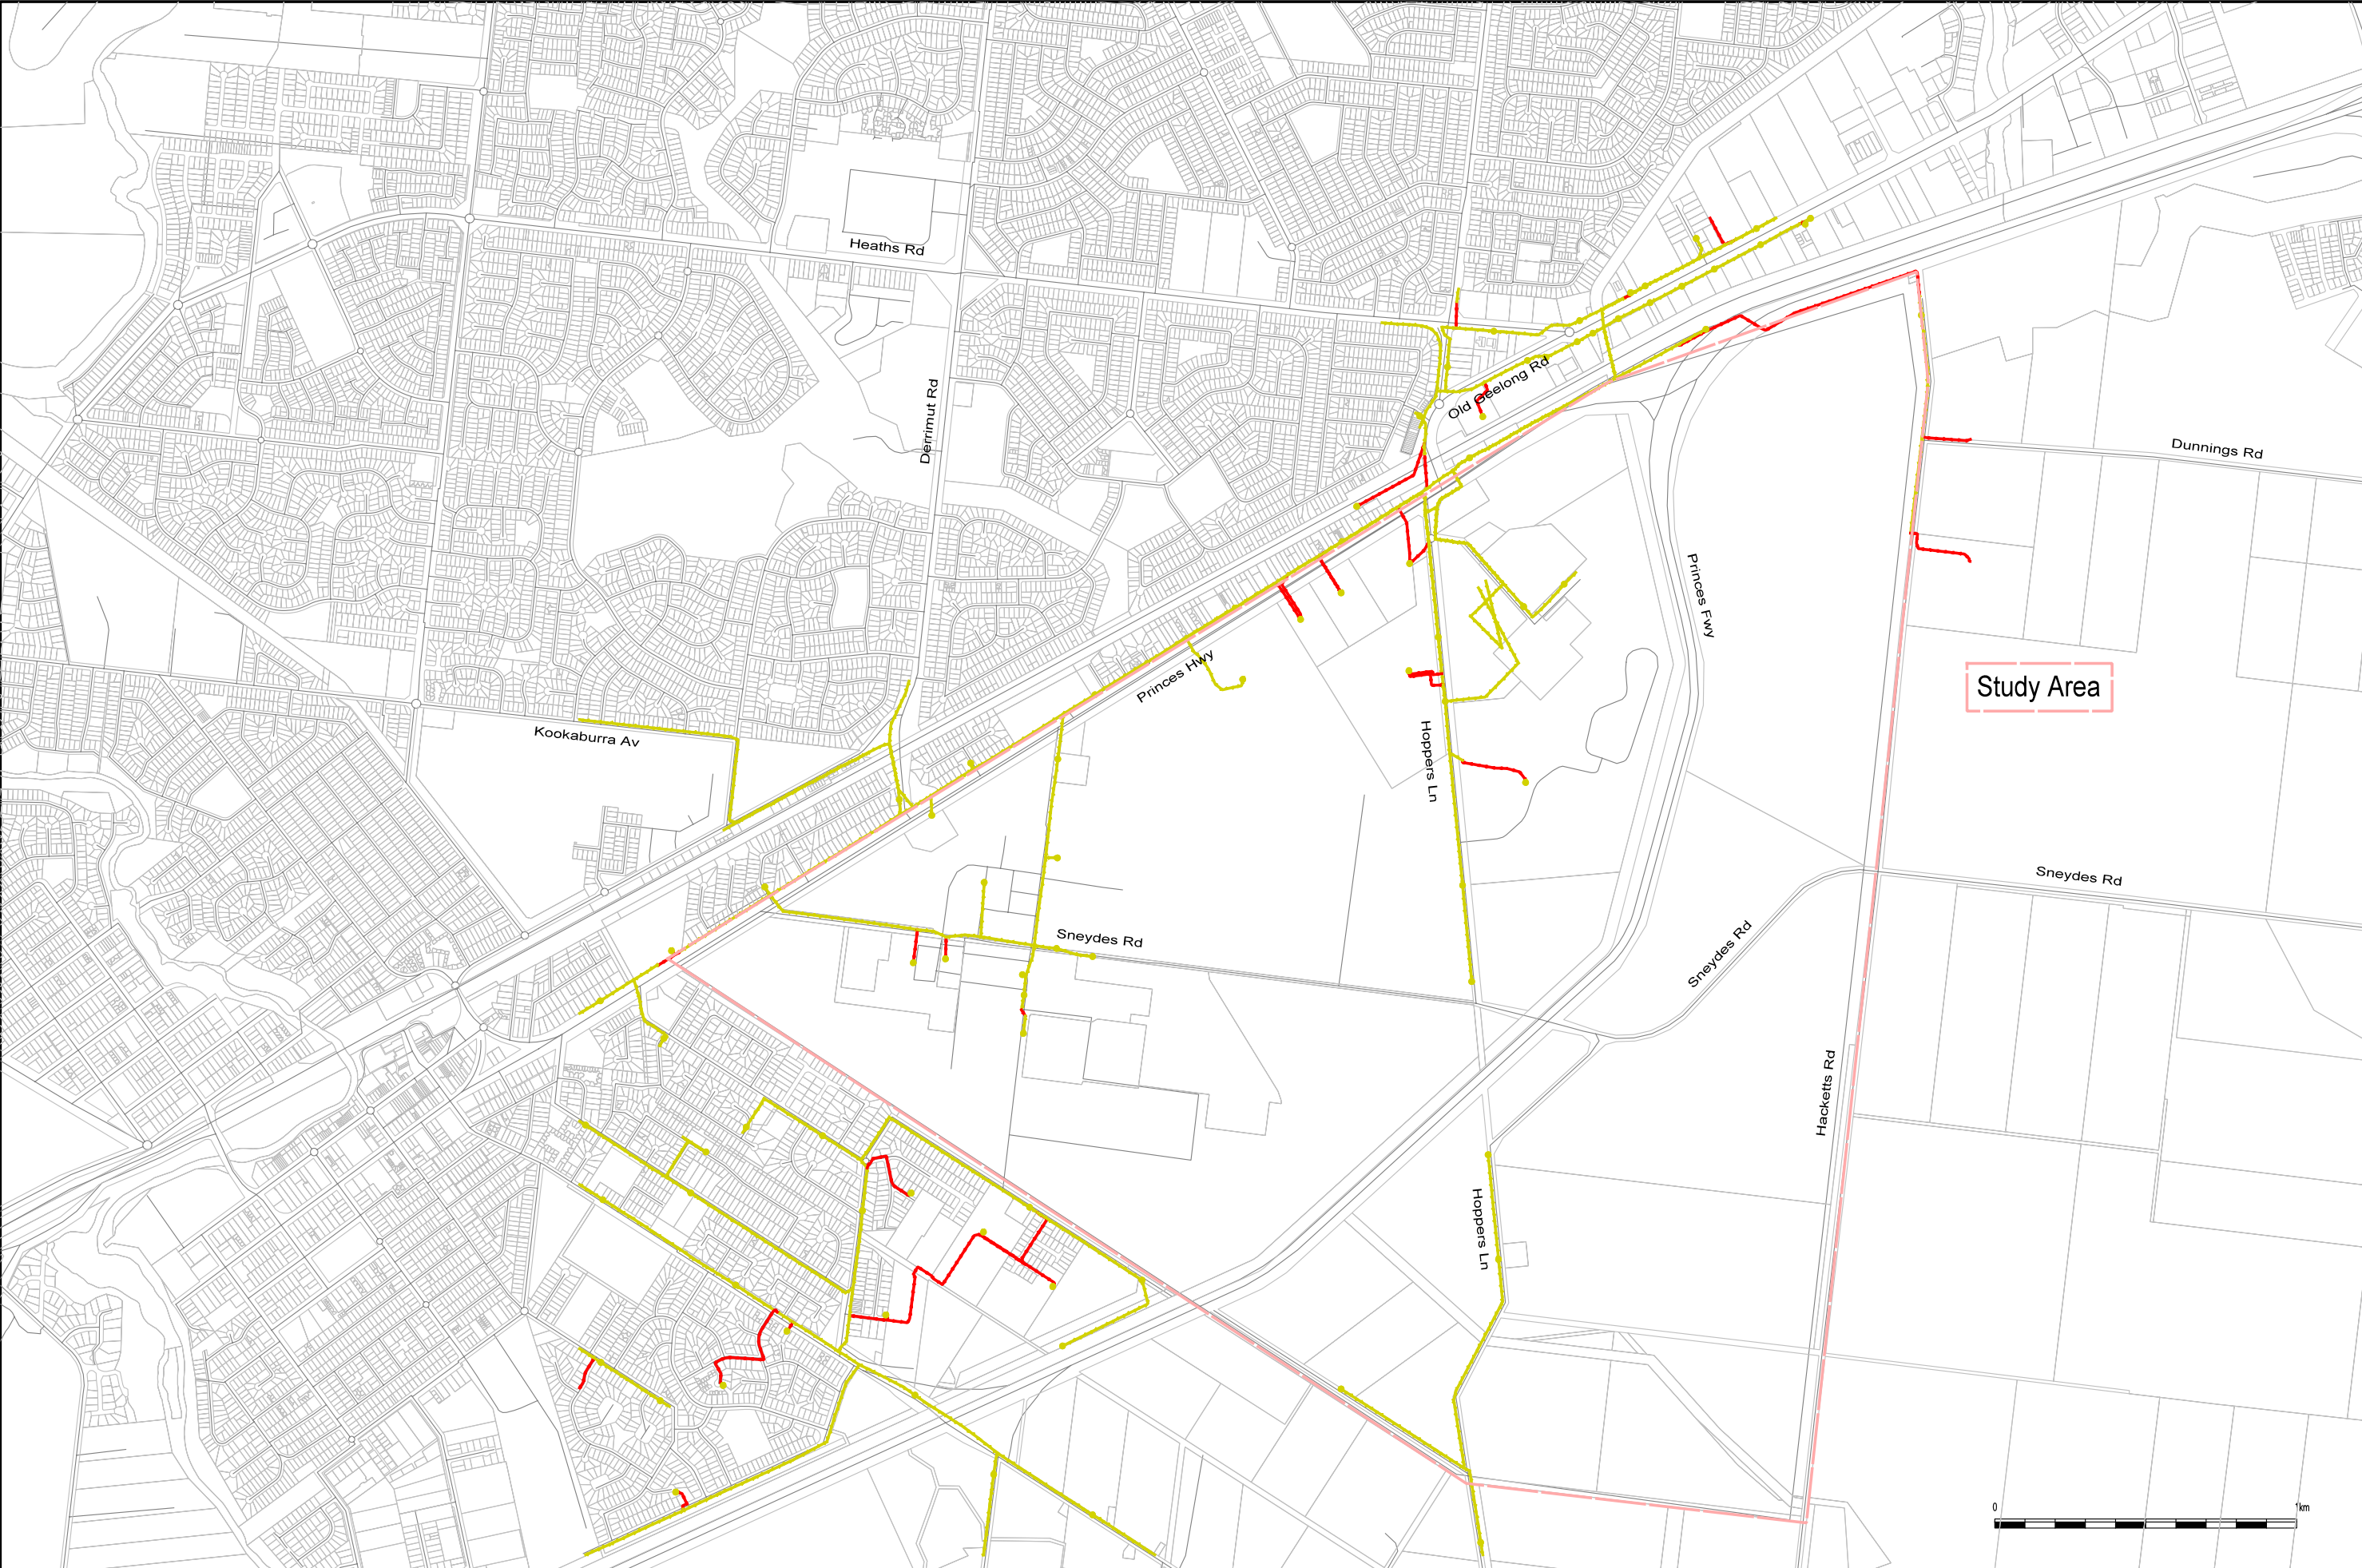 Heaths Rd
Derrimut Rd
Old Geelong Rd
Dunnings Rd
Princes Fwy
Princes Hwy
Study Area
Kookaburra Av
Hoppers Ln
Sneydes Rd
Sneydes Rd
Sneydes Rd
Hacketts Rd
Hoppers Ln
0 1km